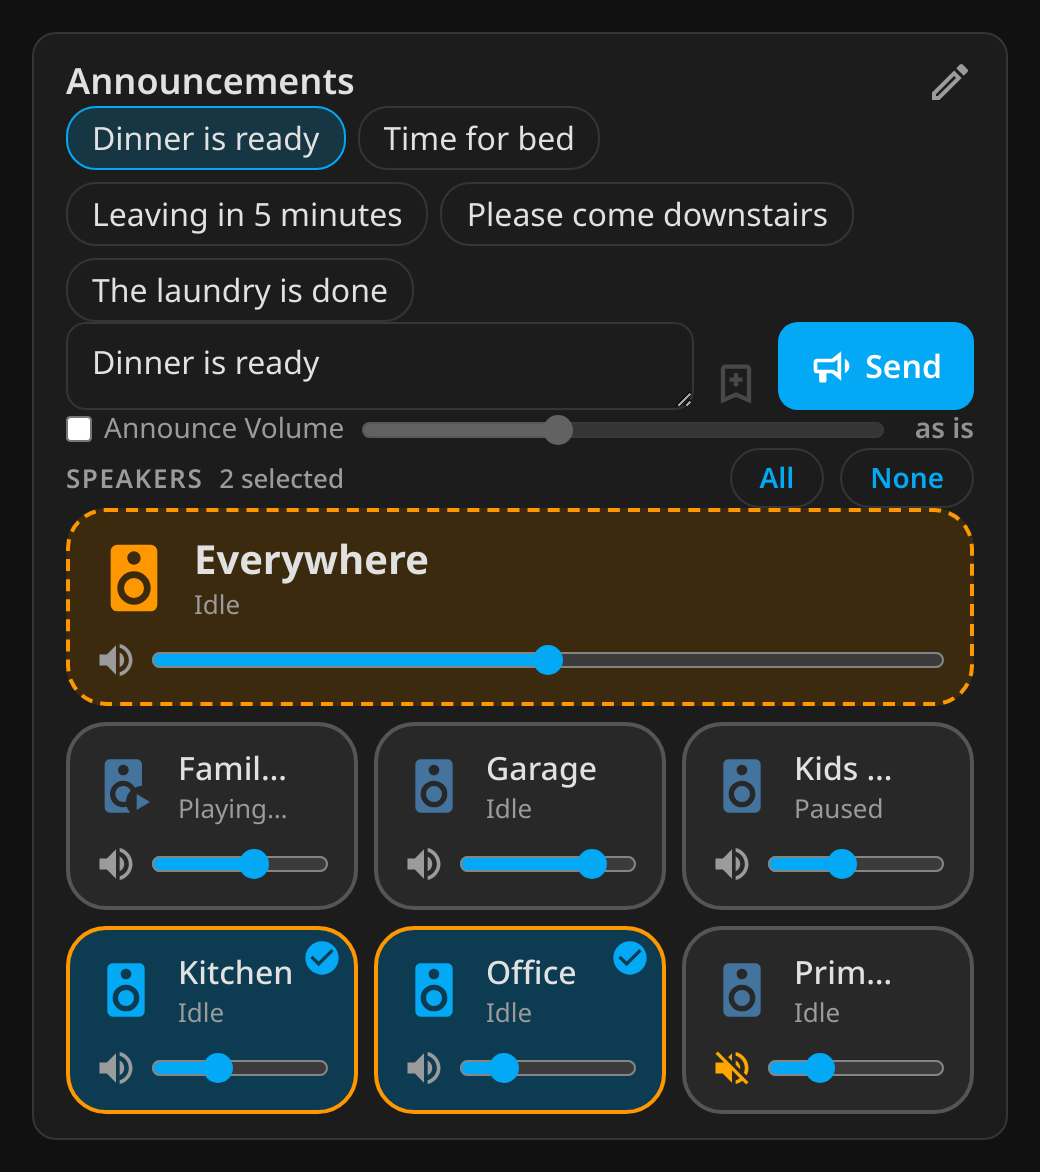 Announcements
Dinner is ready Time for bed
Leaving in 5 minutes Please come downstairs
The laundry is done
Dinner is ready Send
Announce Volume as is
SPEAKERS 2 selected All None
Everywhere
Idle
Famil... Garage Kids ...
Playing... Idle Paused
Kitchen Office Prim...
Idle Idle Idle